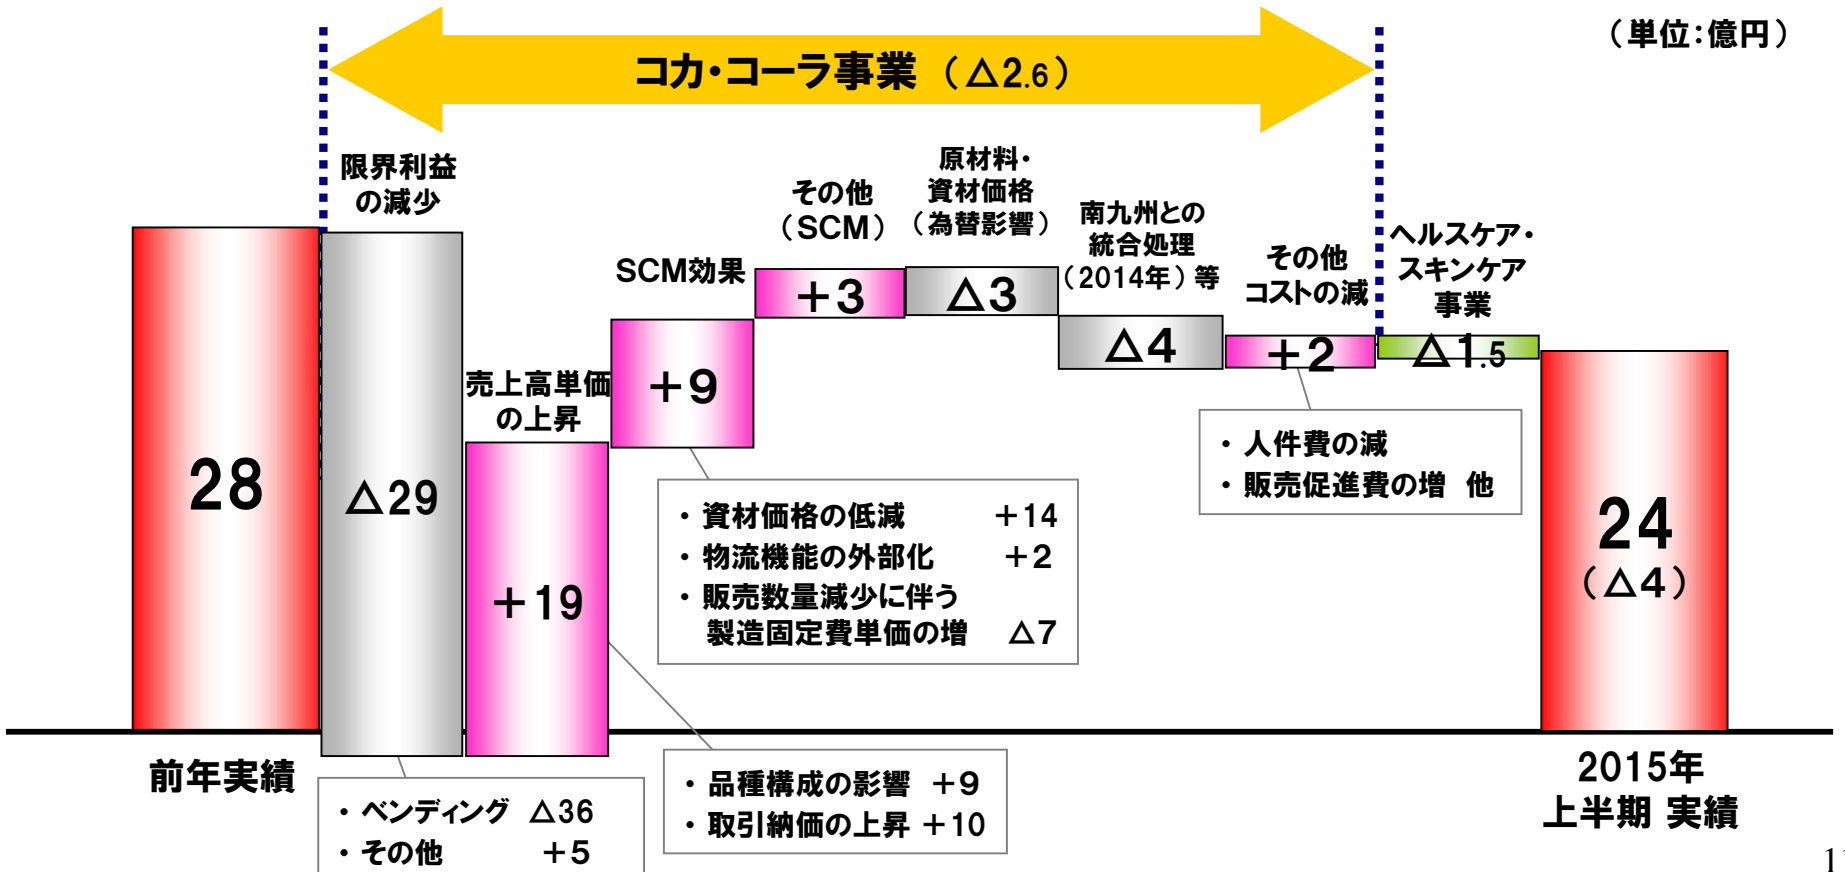 （単位：億円）
コカ・コーラ事業（△2.6）
限界利益
の減少
売上高単価
の上昇
SCM効果
その他
（SCM）
原材料・
資材価格
（為替影響）
南九州との
統合処理
（2014年）等
その他
コストの減
ヘルスケア・
スキンケア
事業
28
△29
＋19
＋9
＋3
△3
△4
＋2
△1.5
24
（△4）
・人件費の減
・販売促進費の増 他
・資材価格の低減 ＋14
・物流機能の外部化 ＋2
・販売数量減少に伴う
製造固定費単価の増 △7
・品種構成の影響 ＋9
・取引納価の上昇 ＋10
・ベンディング △36
・その他 ＋5
前年実績
2015年
上半期 実績